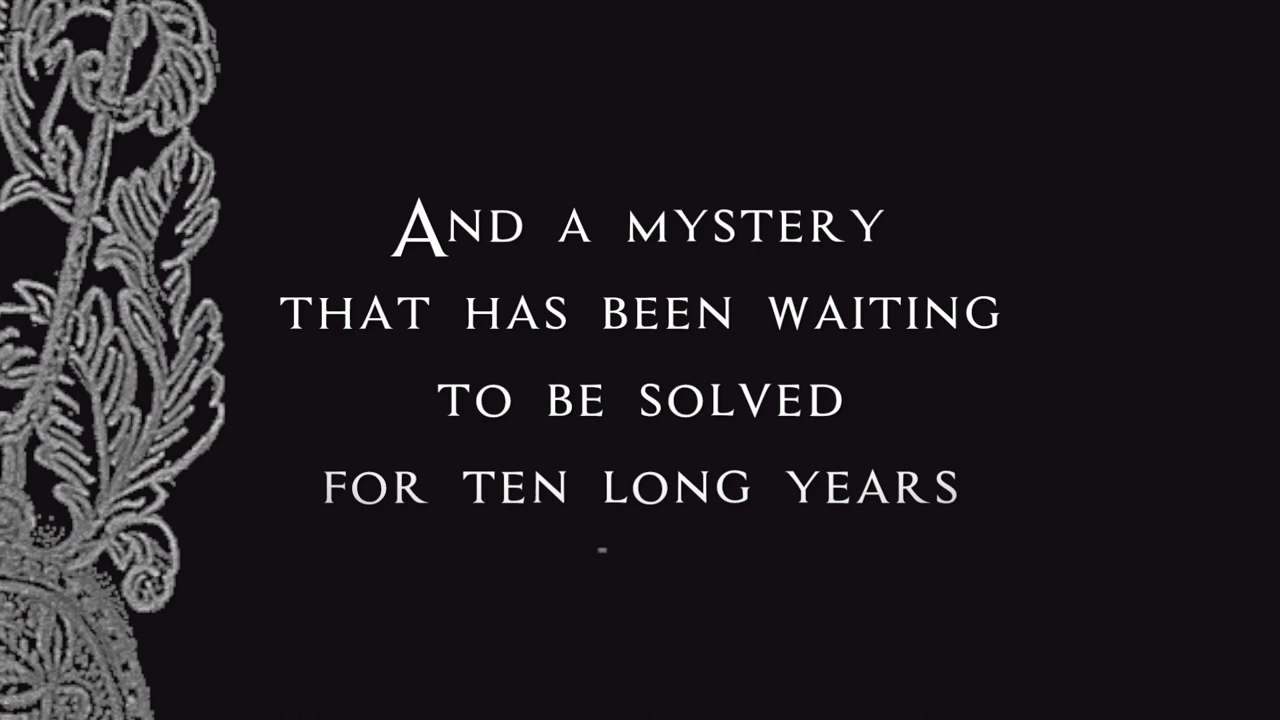 And a mystery
that has been waiting
to be solved
for ten long years